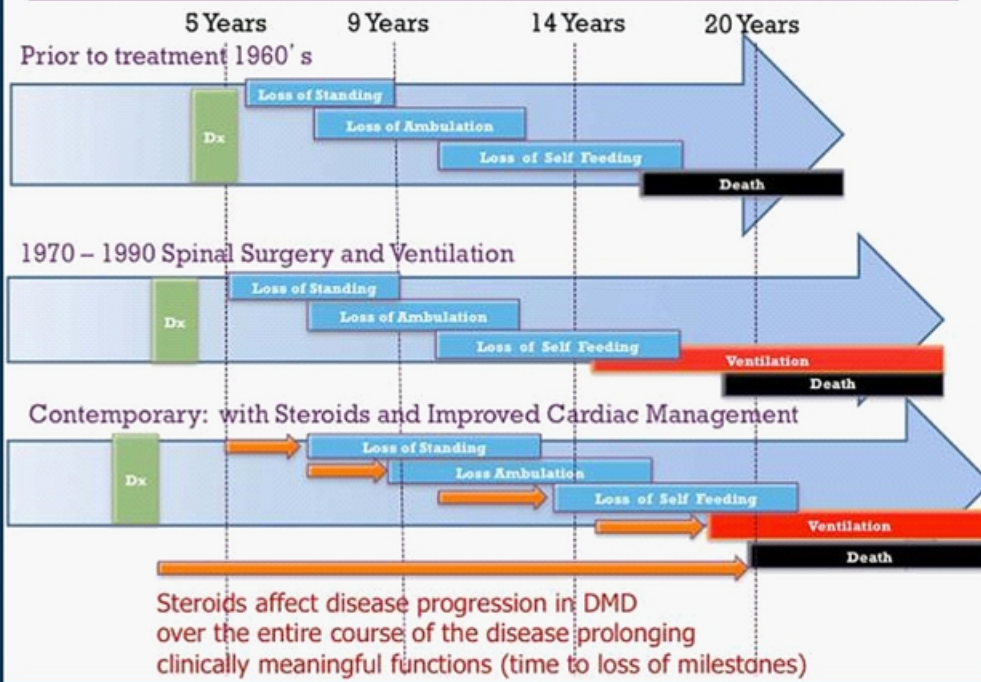 5 Years 9 Years 14 Years 20 Years
Prior to treatment 1960's
Loss of Standing
Dx
Loss of Ambulation
Loss of Self Feeding
Death
1970 – 1990 Spinal Surgery and Ventilation
Loss of Standing
Dx
Loss of Ambulation
Loss of Self Feeding
Ventilation
Death
Contemporary: with Steroids and Improved Cardiac Management
Loss of Standing
Dx
Loss Ambulation
Loss of Self Feeding
Ventilation
Death
Steroids affect disease progression in DMD
over the entire course of the disease prolonging
clinically meaningful functions (time to loss of milestones)